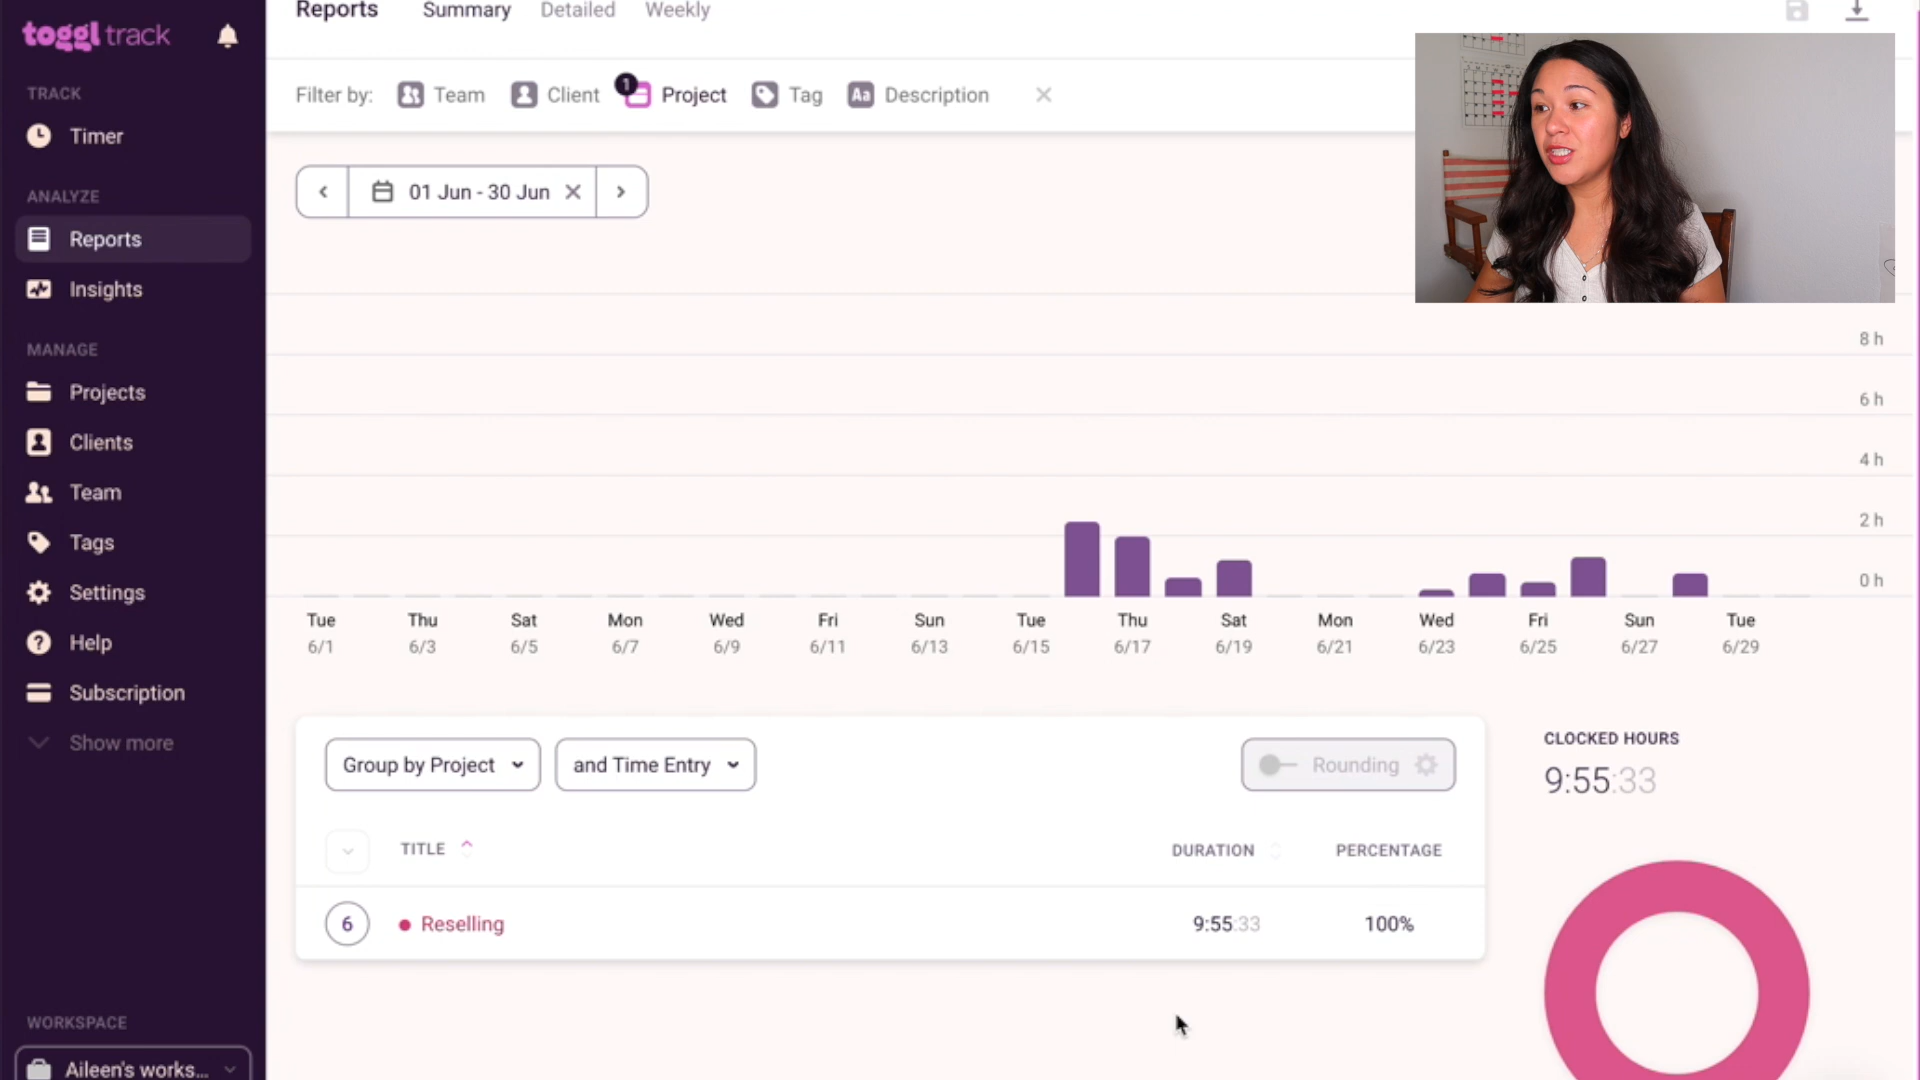 toggl track
TRACK
Timer
ANALYZE
Reports
Insights
MANAGE
Projects
Clients
Team
Tags
Settings
Help
Subscription
Show more
WORKSPACE
Aileen's works...
Reports Summary Detailed Weekly
Filter by: Team Client 1 Project Tag Aa Description
01 Jun - 30 Jun
8 h
6 h
4 h
2 h
0 h
Tue Thu Sat Mon Wed Fri Sun Tue Thu Sat Mon Wed Fri Sun Tue
6/1 6/3 6/5 6/7 6/9 6/11 6/13 6/15 6/17 6/19 6/21 6/23 6/25 6/27 6/29
Group by Project and Time Entry Rounding
TITLE DURATION PERCENTAGE
6 Reselling 9:55:33 100%
CLOCKED HOURS
9:55:33